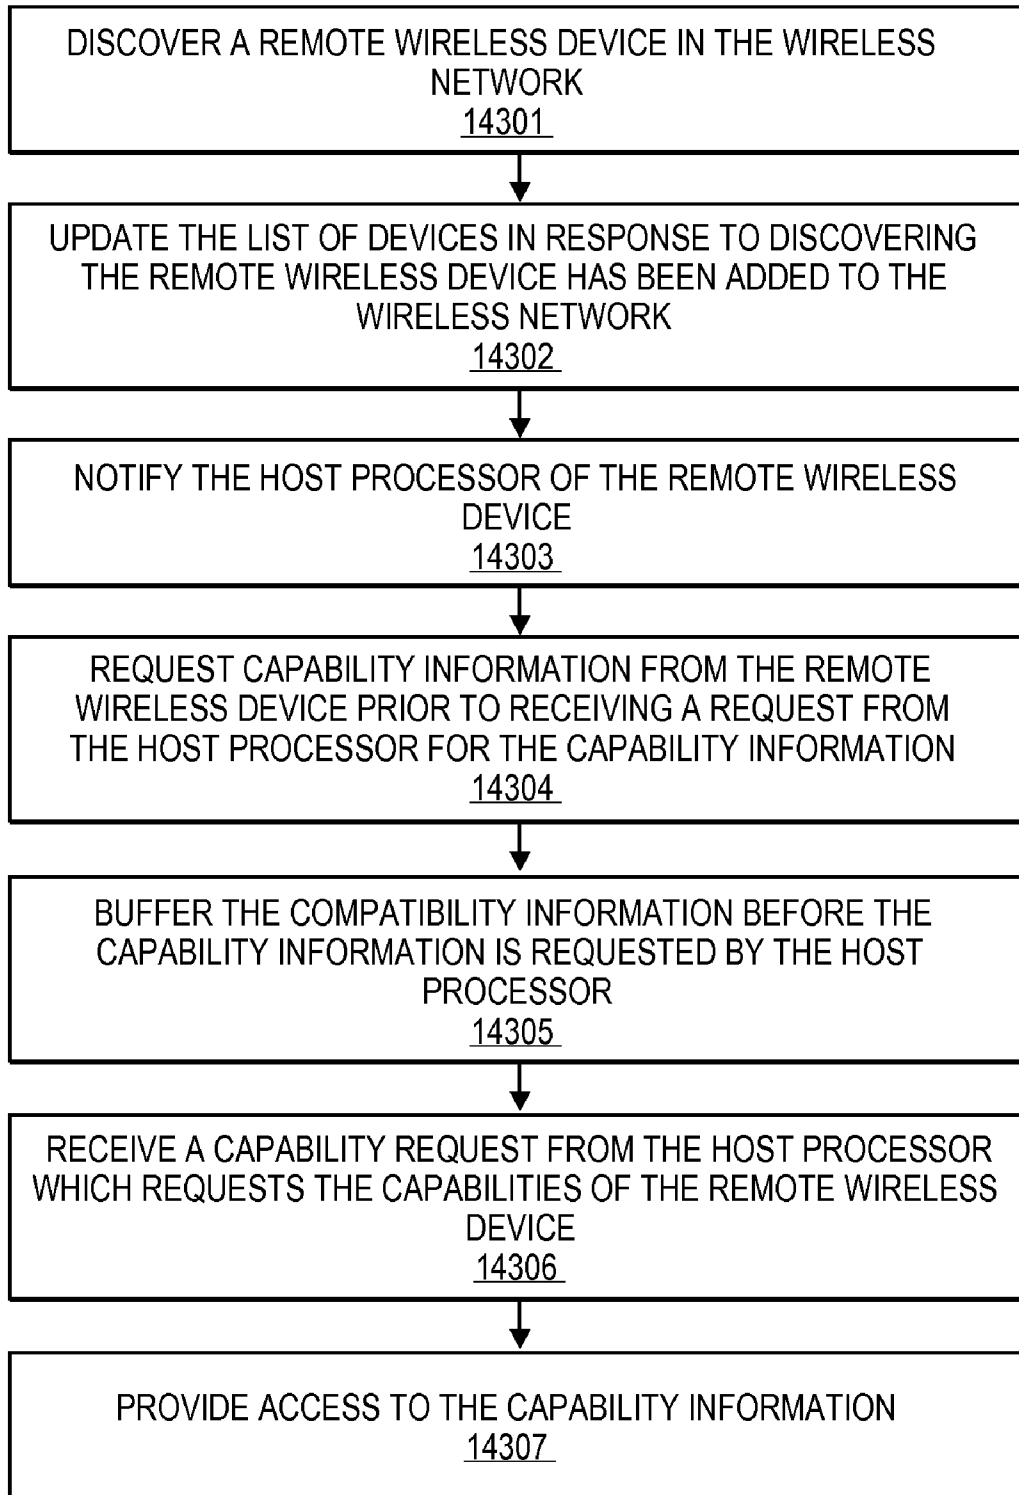 DISCOVER A REMOTE WIRELESS DEVICE IN THE WIRELESS
NETWORK
14301
UPDATE THE LIST OF DEVICES IN RESPONSE TO DISCOVERING
THE REMOTE WIRELESS DEVICE HAS BEEN ADDED TO THE
WIRELESS NETWORK
14302
NOTIFY THE HOST PROCESSOR OF THE REMOTE WIRELESS
DEVICE
14303
REQUEST CAPABILITY INFORMATION FROM THE REMOTE
WIRELESS DEVICE PRIOR TO RECEIVING A REQUEST FROM
THE HOST PROCESSOR FOR THE CAPABILITY INFORMATION
14304
BUFFER THE COMPATIBILITY INFORMATION BEFORE THE
CAPABILITY INFORMATION IS REQUESTED BY THE HOST
PROCESSOR
14305
RECEIVE A CAPABILITY REQUEST FROM THE HOST PROCESSOR
WHICH REQUESTS THE CAPABILITIES OF THE REMOTE WIRELESS
DEVICE
14306
PROVIDE ACCESS TO THE CAPABILITY INFORMATION
14307